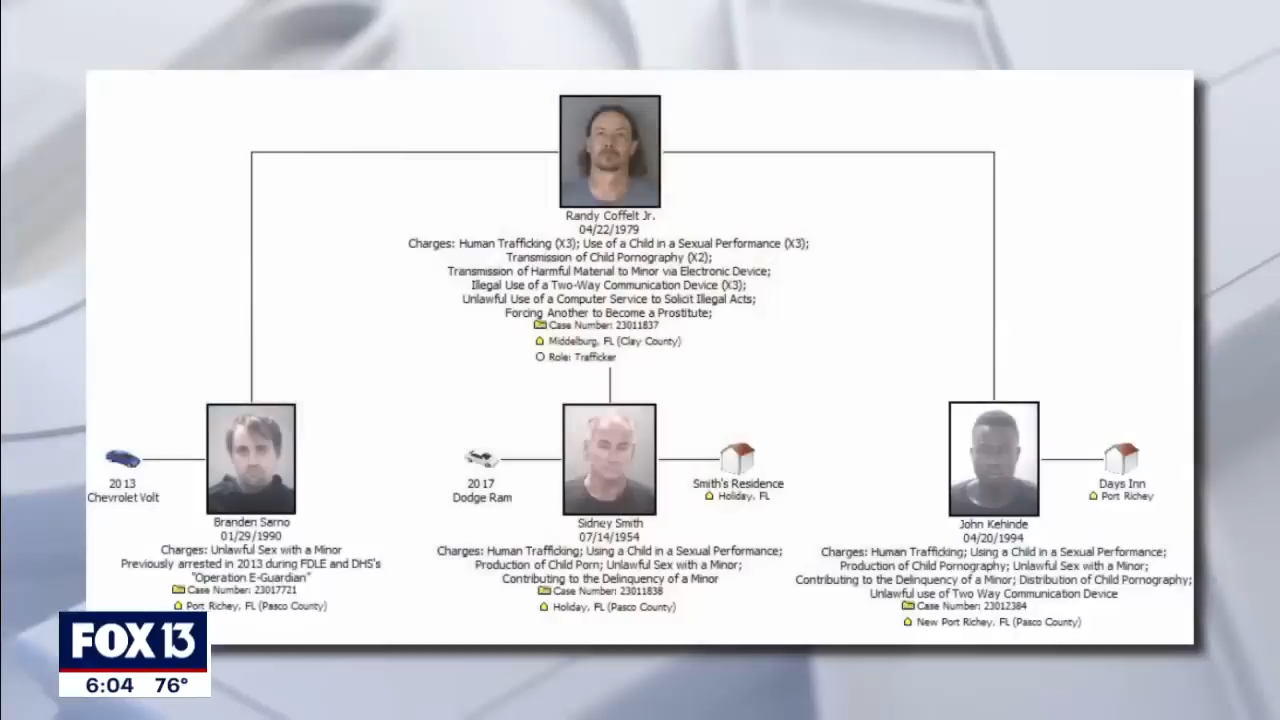 Randy Coffelt Jr.
04/22/1979
Charges: Human Trafficking (X3); Use of a Child in a Sexual Performance (X3);
Transmission of Child Pornography (X2);
Transmission of Harmful Material to Minor via Electronic Device;
Illegal Use of a Two-Way Communication Device (X3);
Unlawful Use of a Computer Service to Solicit Illegal Acts;
Forcing Another to Become a Prostitute;
Case Number: 23011837
Middleburg, FL (Clay County)
Role: Trafficker
2013
Chevrolet Volt
Branden Sarno
01/29/1990
Charges: Unlawful Sex with a Minor
Previously arrested in 2013 during FDLE and DHS's
"Operation E-Guardian"
Case Number: 23017721
Port Richey, FL (Pasco County)
2017
Dodge Ram
Smith's Residence
Holiday, FL
Sidney Smith
07/14/1954
Charges: Human Trafficking; Using a Child in a Sexual Performance;
Production of Child Porn; Unlawful Sex with a Minor;
Contributing to the Delinquency of a Minor
Case Number: 23011838
Holiday, FL (Pasco County)
Days Inn
Port Richey
John Kehinde
04/20/1994
Charges: Human Trafficking; Using a Child in a Sexual Performance;
Production of Child Pornography; Unlawful Sex with a Minor;
Contributing to the Delinquency of a Minor; Distribution of Child Pornography;
Unlawful use of Two Way Communication Device
Case Number: 23012384
New Port Richey, FL (Pasco County)
FOX 13
6:04 76°